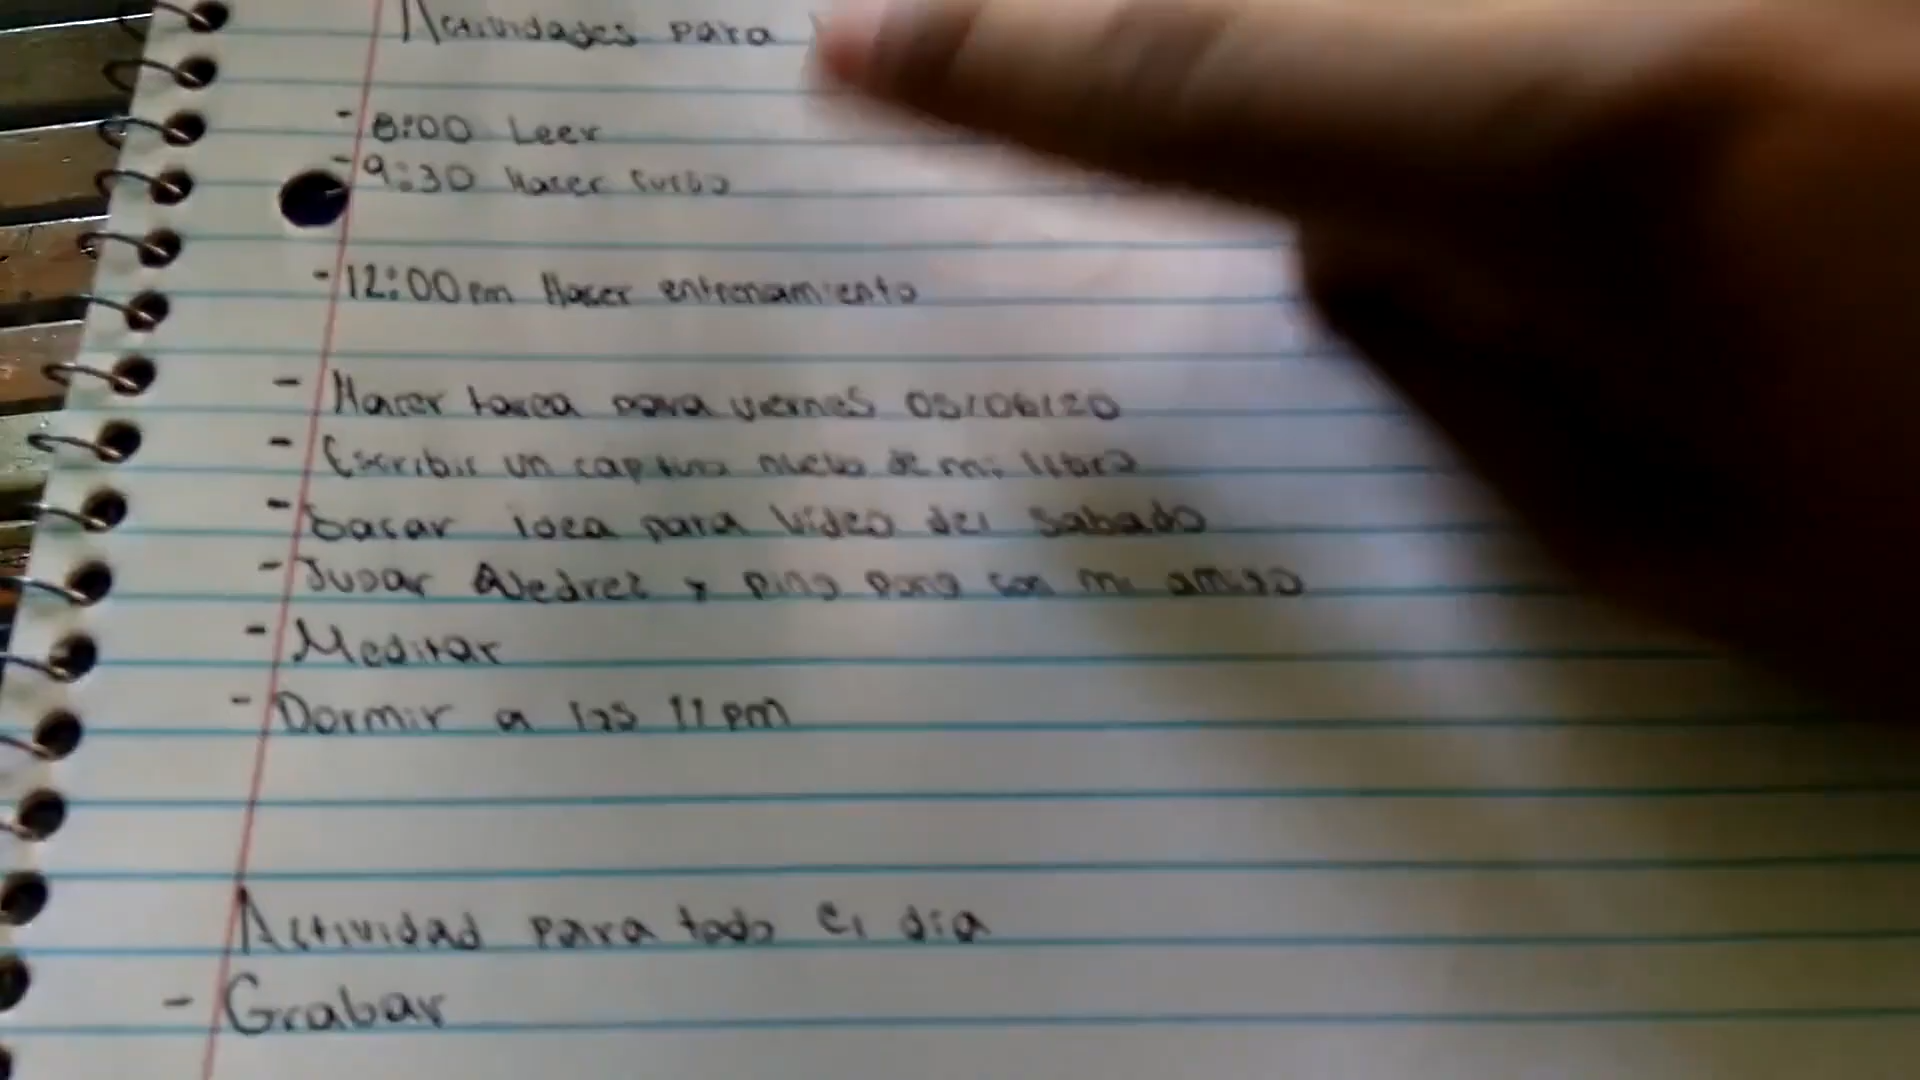 Actividades para
- 8:00 Leer
- 9:30 Hacer curso
- 12:00pm Hacer entrenamiento
- Hacer tarea para viernes 05/06/20
- Escribir un capitulo nuevo de mi libro
- Sacar idea para video del sabado
- Jugar Ajedrez y ping pong con mi amigo
- Meditar
- Dormir a las 11pm
Actividad para todo el dia
- Grabar